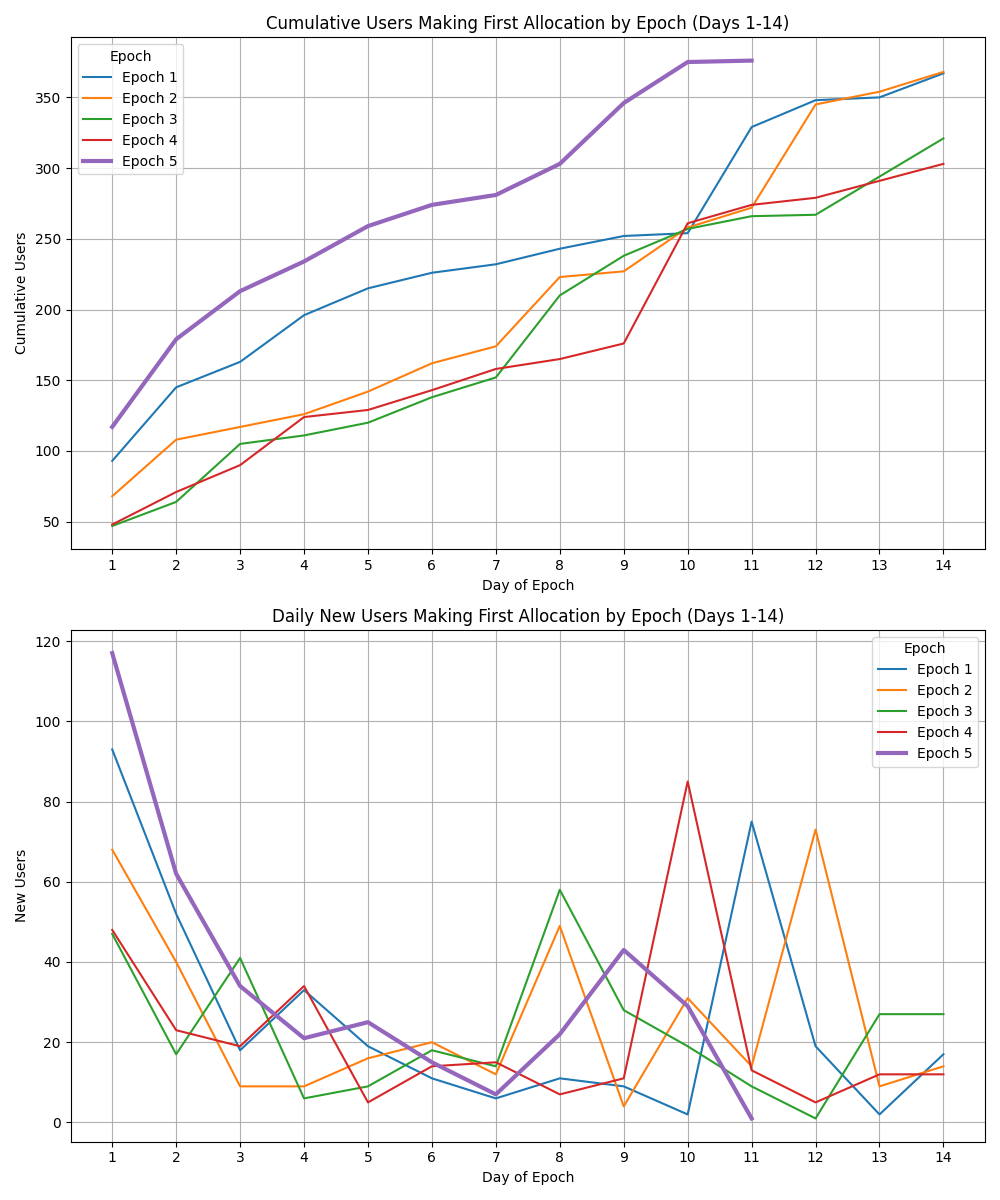 Cumulative Users Making First Allocation by Epoch (Days 1-14)
Epoch
Epoch 1
Epoch 2
Epoch 3
Epoch 4
Epoch 5
350
300
250
200
150
100
50
Cumulative Users
1 2 3 4 5 6 7 8 9 10 11 12 13 14
Day of Epoch
Daily New Users Making First Allocation by Epoch (Days 1-14)
Epoch
Epoch 1
Epoch 2
Epoch 3
Epoch 4
Epoch 5
120
100
80
60
40
20
0
New Users
1 2 3 4 5 6 7 8 9 10 11 12 13 14
Day of Epoch